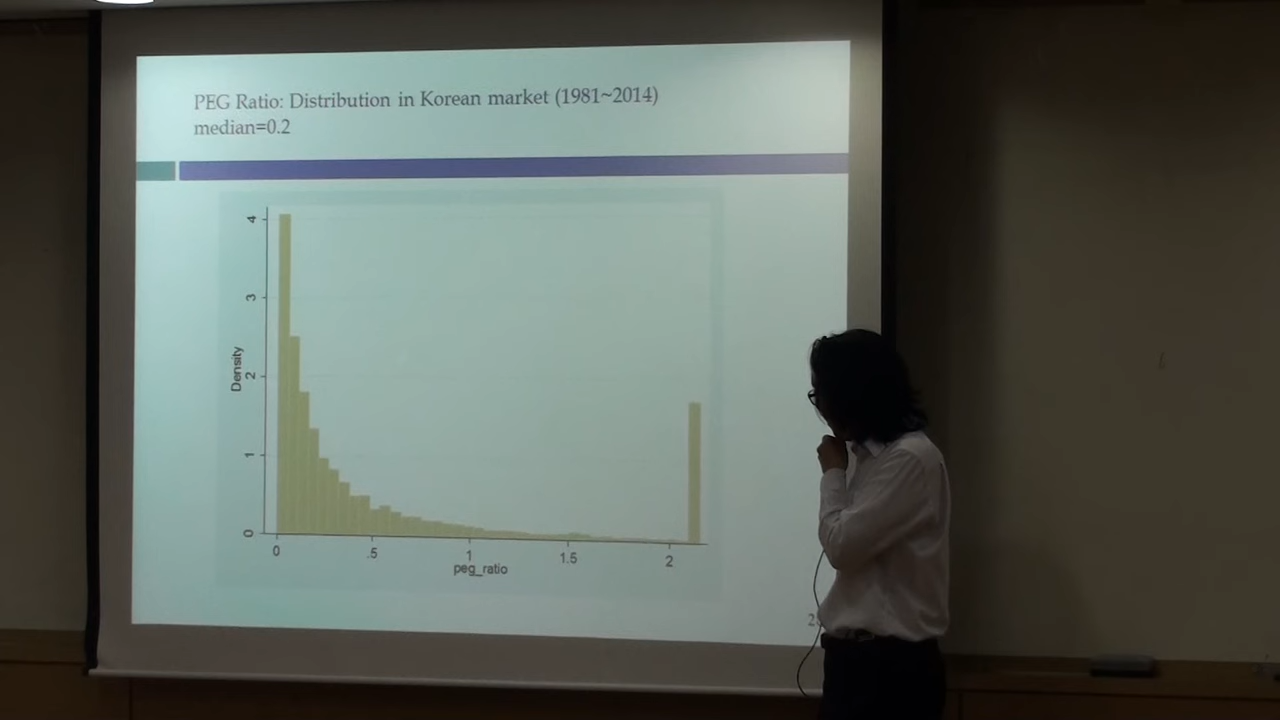 PEG Ratio: Distribution in Korean market (1981~2014)
median=0.2
4
3
2
1
0
Density
0 .5 1 1.5 2
peg_ratio